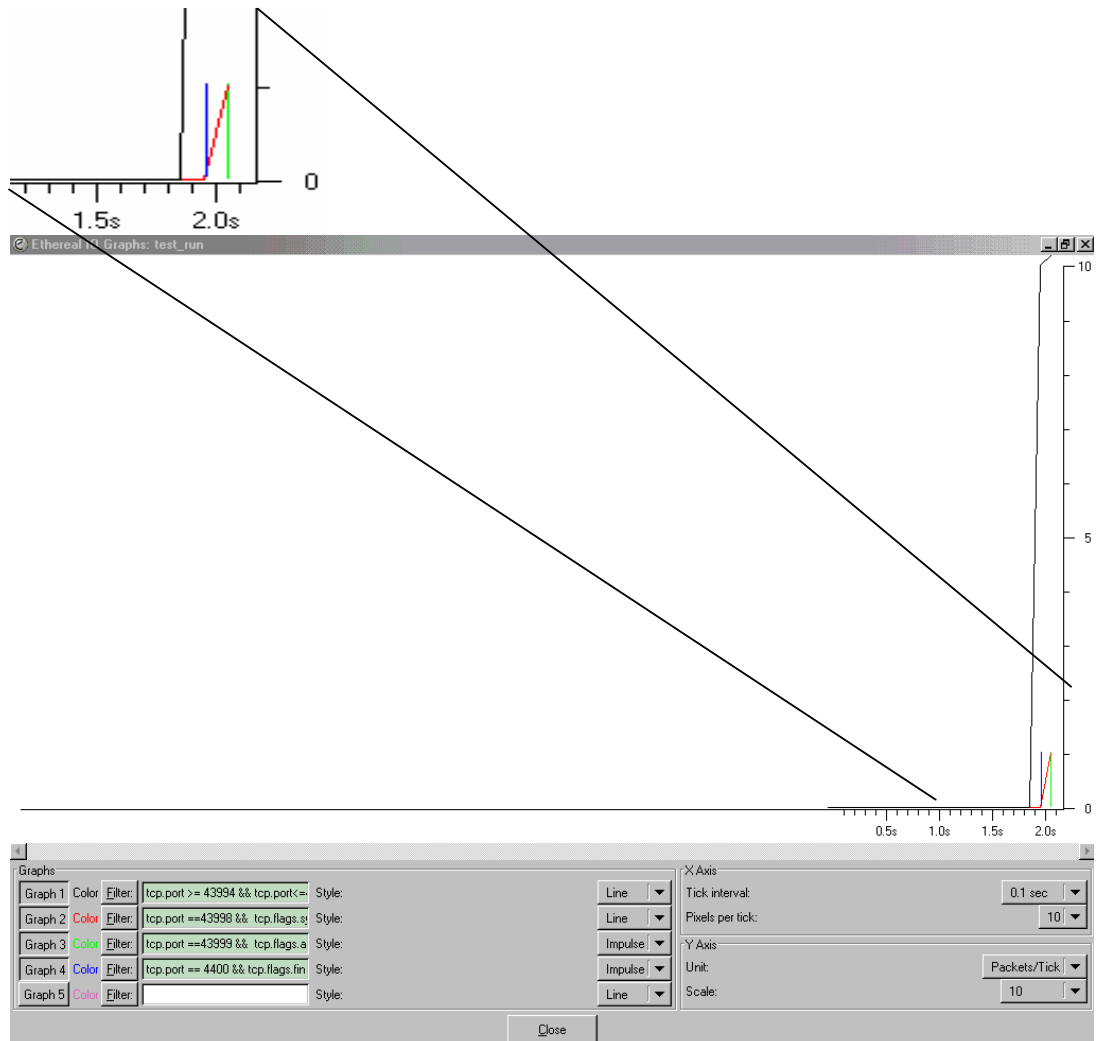 0
1.5s 2.0s
Ethereal IO Graphs: test_run
10
5
0
0.5s 1.0s 1.5s 2.0s
Graphs
Graph 1 Color Filter: tcp.port >= 43994 && tcp.port<= Style: Line
Graph 2 Color Filter: tcp.port ==43998 && tcp.flags.sy Style: Line
Graph 3 Color Filter: tcp.port ==43999 && tcp.flags.a Style: Impulse
Graph 4 Color Filter: tcp.port == 4400 && tcp.flags.fin Style: Impulse
Graph 5 Color Filter: Style: Line
X Axis
Tick interval: 0.1 sec
Pixels per tick: 10
Y Axis
Unit: Packets/Tick
Scale: 10
Close